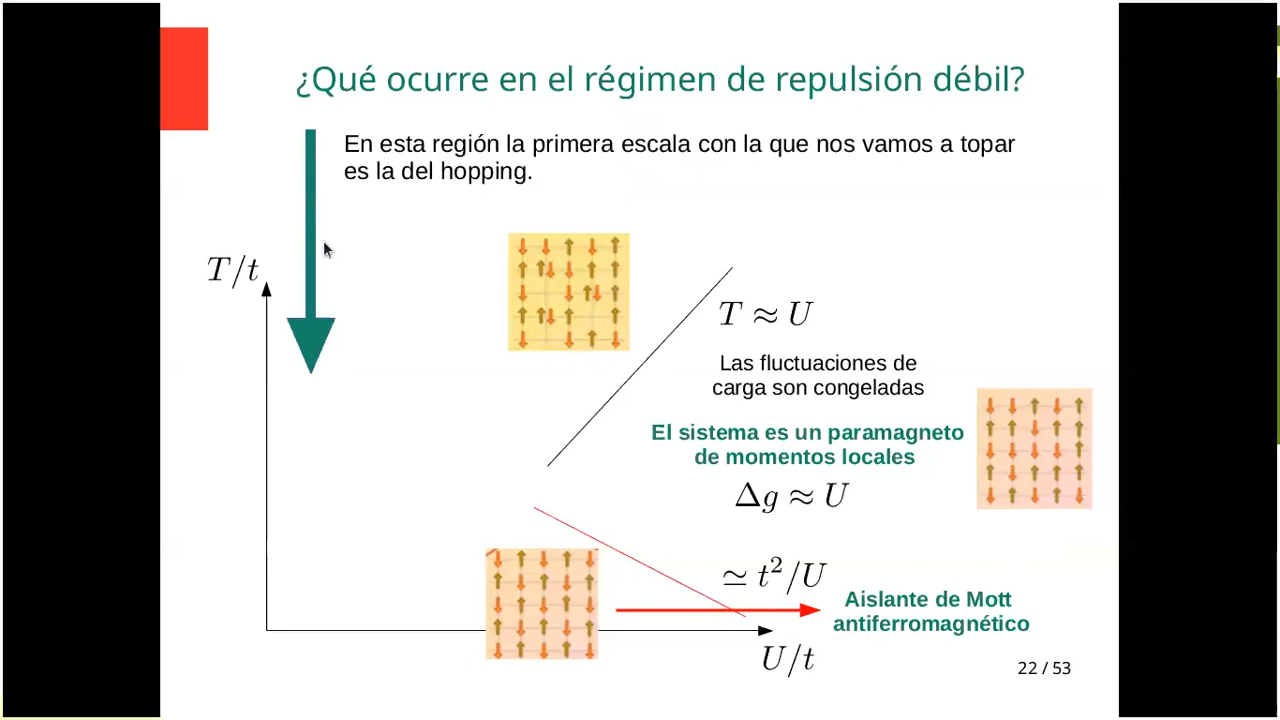 ¿Qué ocurre en el régimen de repulsión débil?
En esta región la primera escala con la que nos vamos a topar
es la del hopping.
T/t
T ≈ U
Las fluctuaciones de
carga son congeladas
El sistema es un paramagneto
de momentos locales
Δg ≈ U
≃ t²/U
Aislante de Mott
antiferromagnético
U/t
22 / 53